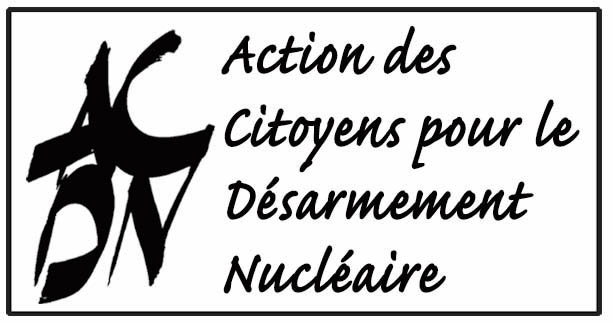 AC
DN
Action des
Citoyens pour le
Désarmement
Nucléaire